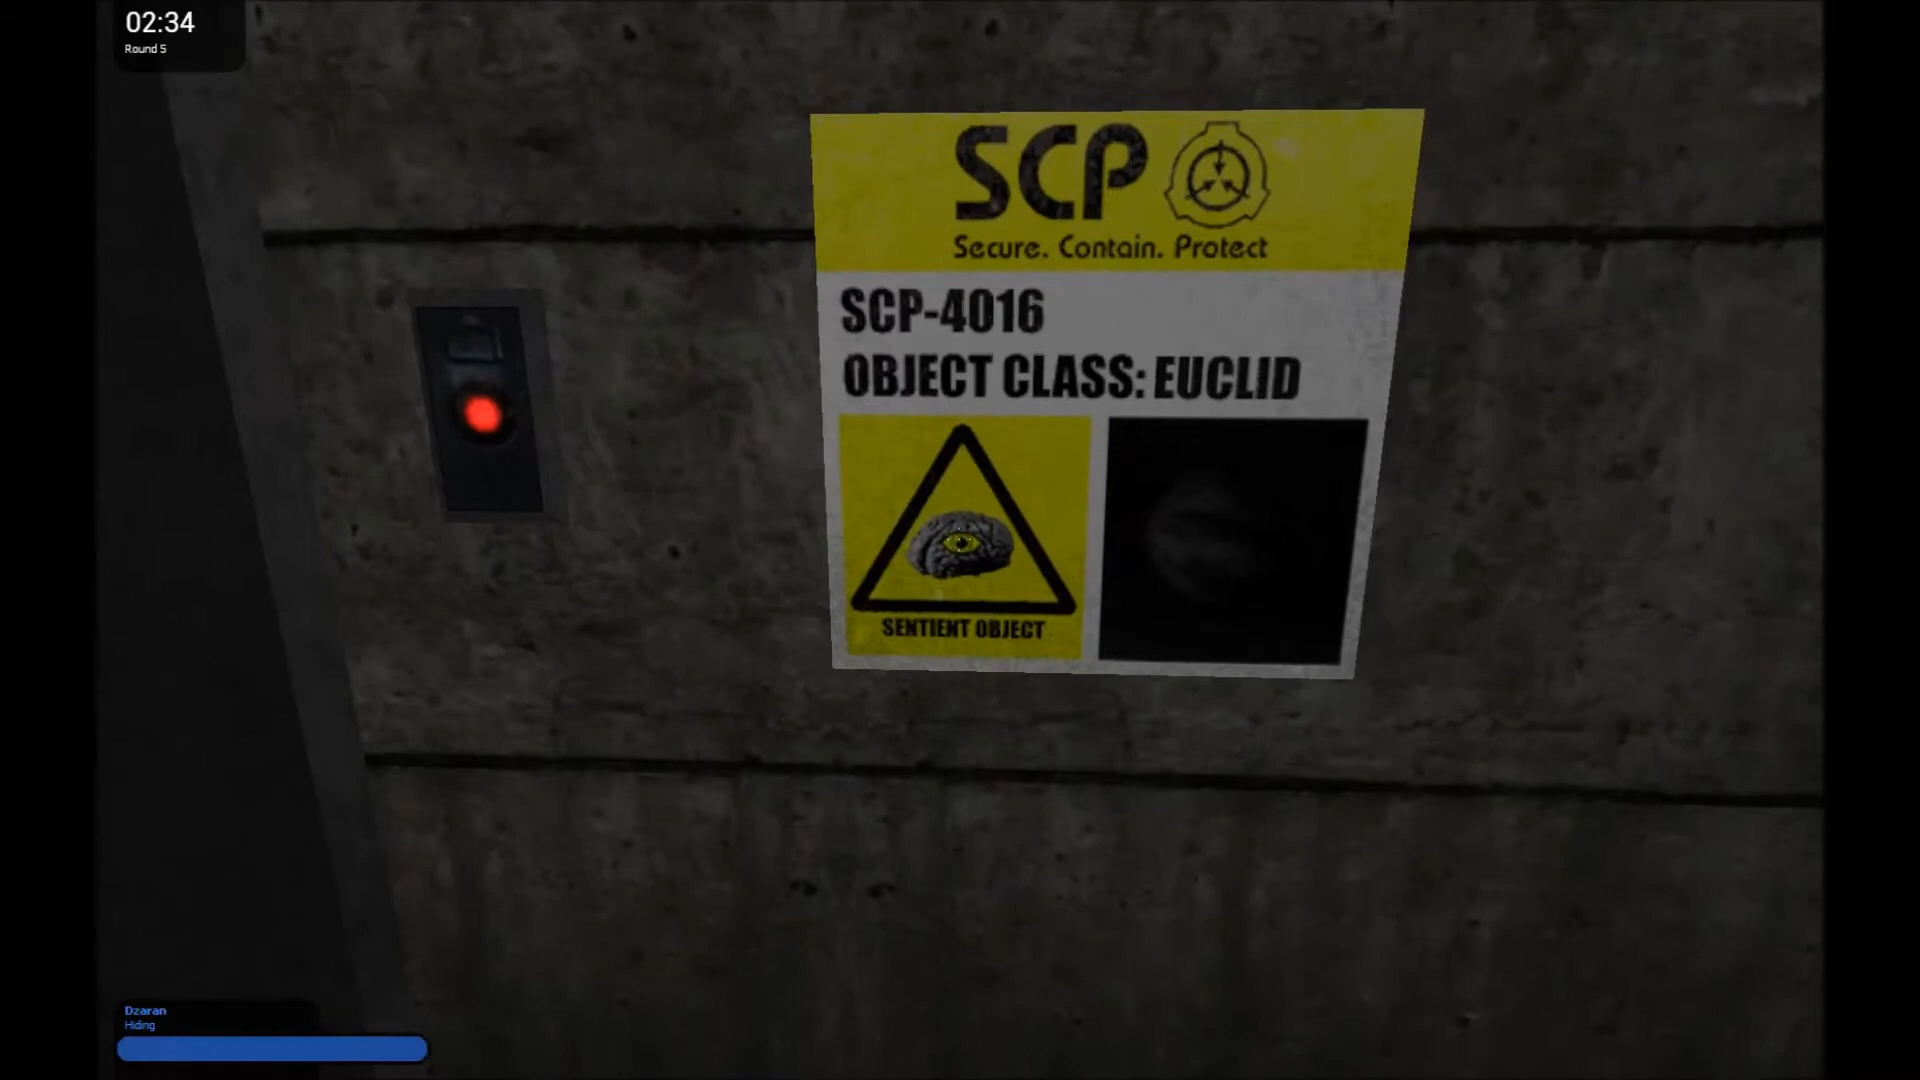 02:34
Round 5
SCP
Secure. Contain. Protect
SCP-4016
OBJECT CLASS: EUCLID
SENTIENT OBJECT
Dzaran
Hiding